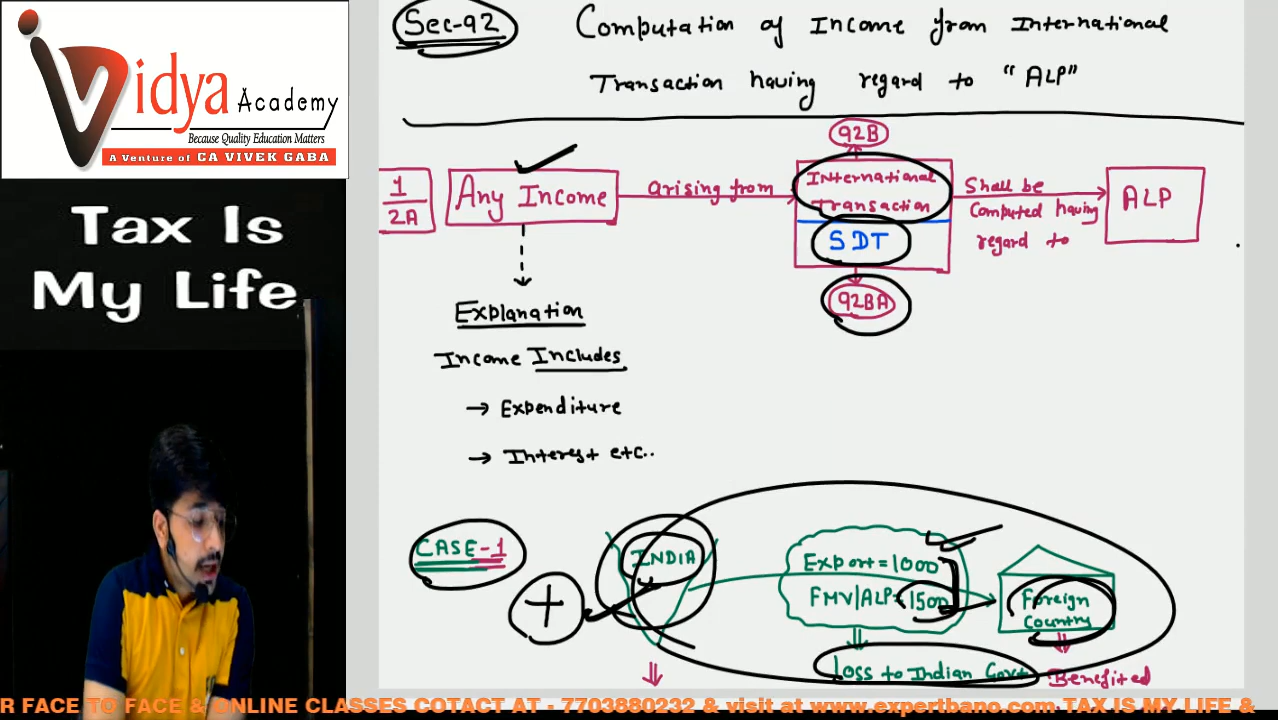 Vidya Academy
Because Quality Education Matters
A Venture of CA VIVEK GABA
Tax Is
My Life
Sec-92
Computation of Income from International
Transaction having regard to "ALP"
92B
1
2A
Any Income
arising from
International
Transaction
SDT
Shall be
Computed having
regard to
ALP
92BA
Explanation
Income Includes
→ Expenditure
→ Interest etc..
CASE-1
INDIA
+
Export = 1000
FMV/ALP = 1500
Foreign
Country
Loss to Indian Govt
Benefited
R FACE TO FACE & ONLINE CLASSES COTACT AT - 7703880232 & visit at www.expertbano.com TAX IS MY LIFE &